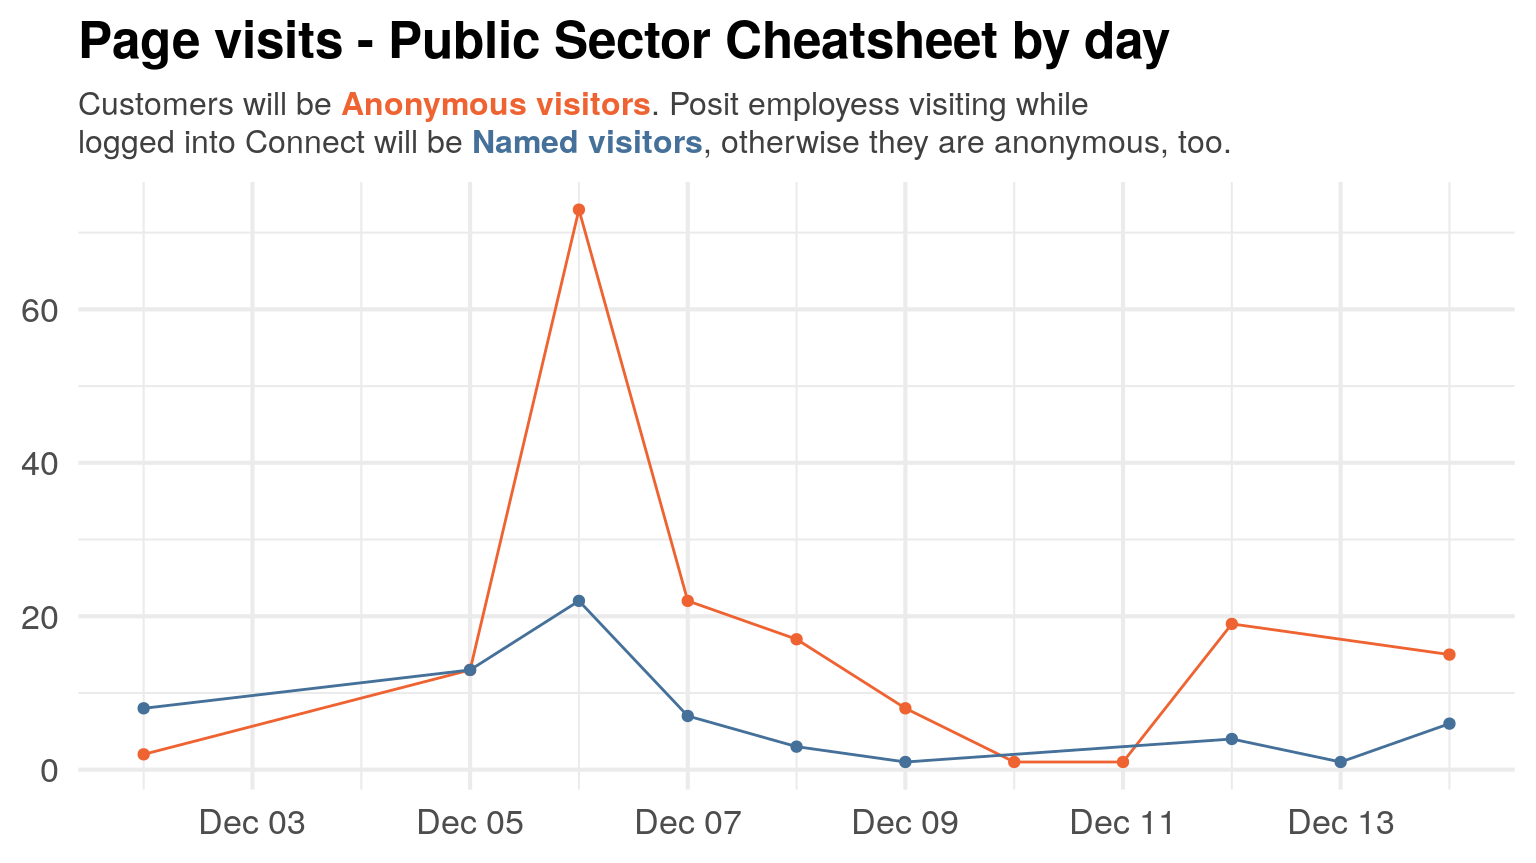 Page visits - Public Sector Cheatsheet by day
Customers will be Anonymous visitors. Posit employess visiting while
logged into Connect will be Named visitors, otherwise they are anonymous, too.
60
40
20
0
Dec 03 Dec 05 Dec 07 Dec 09 Dec 11 Dec 13